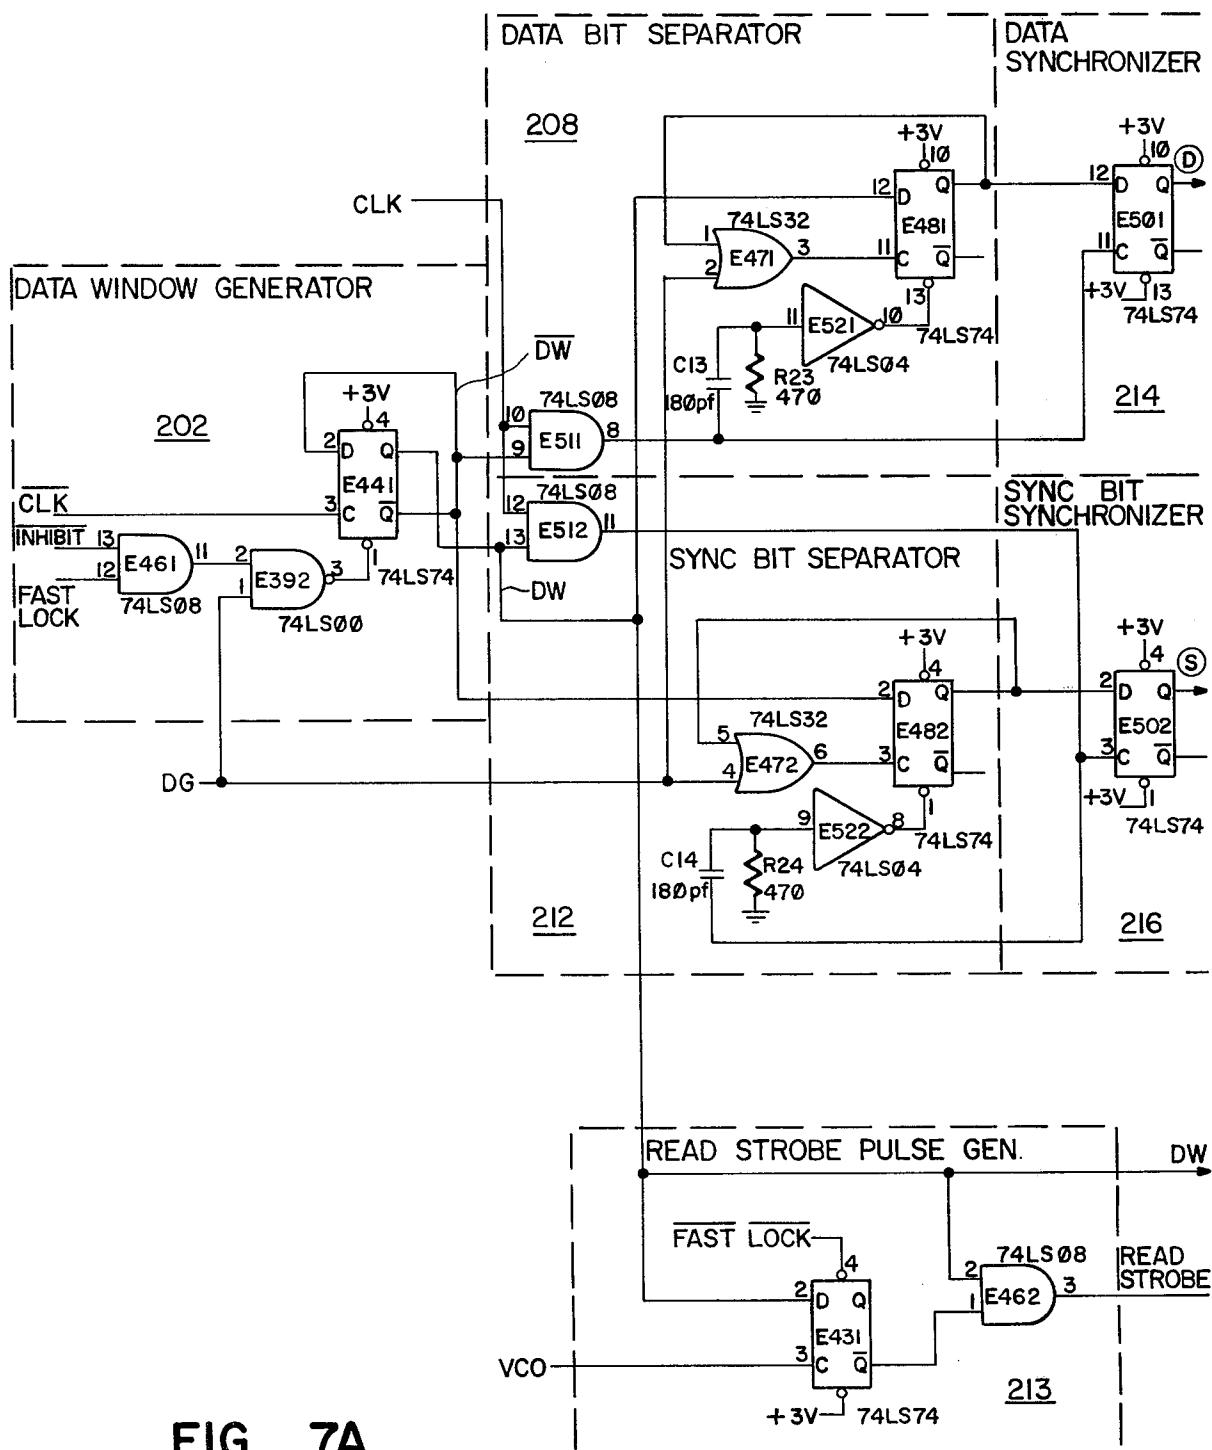 DATA BIT SEPARATOR
DATA
SYNCHRONIZER
208
+3V
10
+3V
10
D
CLK
12
D
Q
E481
12
D
Q
E501
74LS32
1
2
E471
3
11
C
Q̅
11
C
Q̅
13
+3V
13
74LS74
DATA WINDOW GENERATOR
11
E521
10
74LS74
74LS04
D̅W̅
C13
180pf
R23
470
214
202
+3V
4
74LS08
10
9
E511
8
2
D
Q
E441
3
C
Q̅
1
74LS74
C̅L̅K̅
74LS08
12
13
E512
11
SYNC BIT
SYNCHRONIZER
I̅N̅H̅I̅B̅I̅T̅
13
12
E461
11
74LS08
FAST
LOCK
2
1
E392
3
74LS00
SYNC BIT SEPARATOR
DW
+3V
4
+3V
4
S
2
D
Q
E482
2
D
Q
E502
74LS32
5
4
E472
6
3
C
Q̅
3
C
Q̅
DG
1
74LS74
+3V
1
74LS74
9
E522
8
74LS04
C14
180pf
R24
470
212
216
READ STROBE PULSE GEN.
DW
F̅A̅S̅T̅ L̅O̅C̅K̅
4
74LS08
2
1
E462
3
READ
STROBE
2
D
Q
E431
VCO
3
C
Q̅
+3V
74LS74
213
FIG. 7A